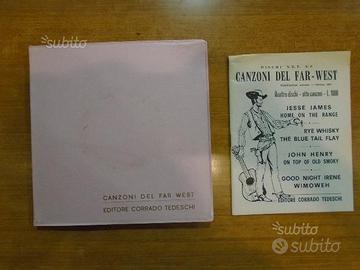 subito
CANZONI DEL FAR WEST
EDITORE CORRADO TEDESCHI
DISCHI N.E.T. N.2
CANZONI DEL FAR-WEST
Quattro dischi - otto canzoni - L. 1000
JESSE JAMES
HOME ON THE RANGE
RYE WHISKY
THE BLUE TAIL FLAY
JOHN HENRY
ON TOP OF OLD SMOKY
GOOD NIGHT IRENE
WIMOWEH
EDITORE CORRADO TEDESCHI
subito
subito